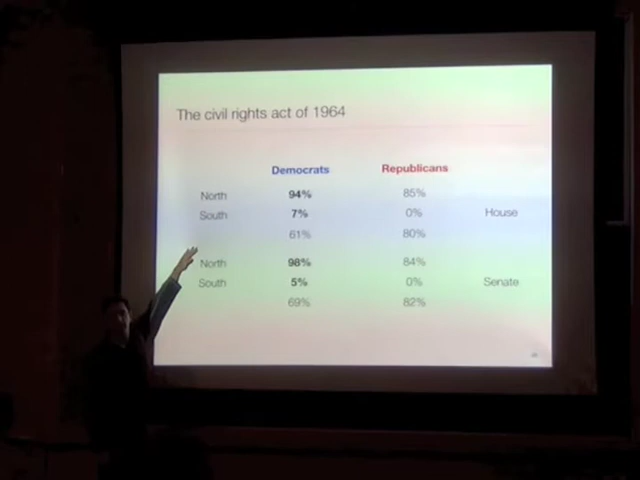 The civil rights act of 1964
Democrats Republicans
North 94% 85%
South 7% 0% House
61% 80%
North 98% 84%
South 5% 0% Senate
69% 82%